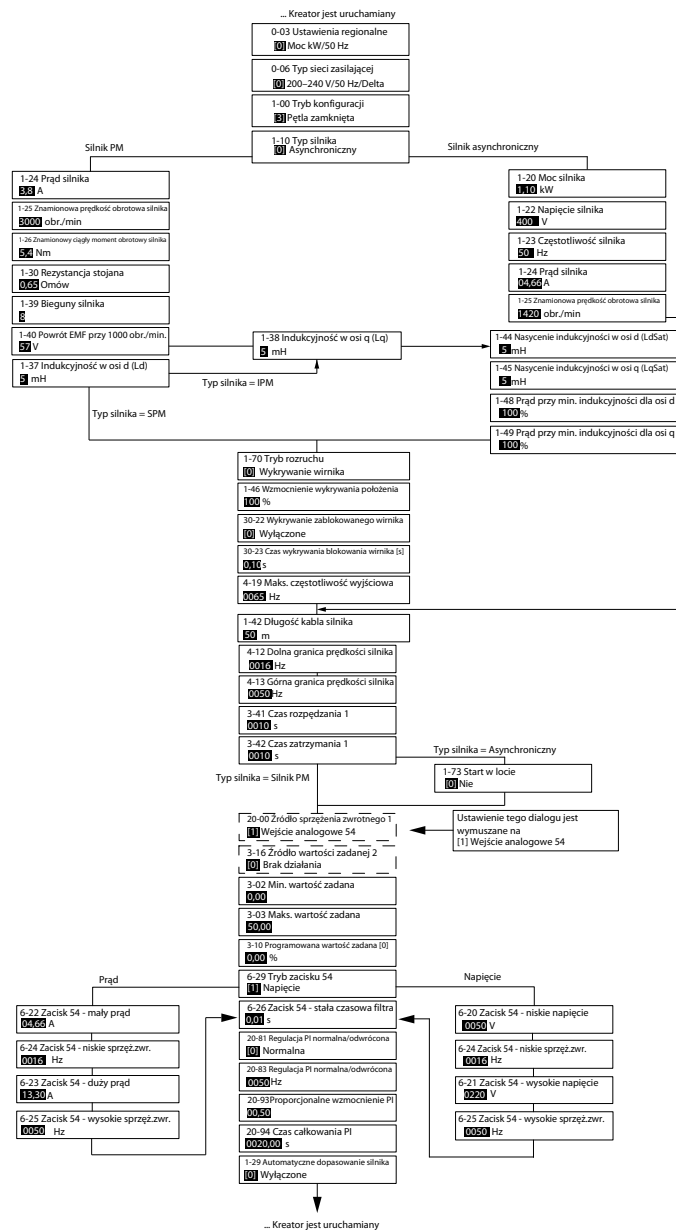 ... Kreator jest uruchamiany
0-03 Ustawienia regionalne
[0] Moc kW/50 Hz
0-06 Typ sieci zasilającej
[0] 200–240 V/50 Hz/Delta
1-00 Tryb konfiguracji
[3] Pętla zamknięta
1-10 Typ silnika
[0] Asynchroniczny
Silnik PM
Silnik asynchroniczny
1-24 Prąd silnika
3,8 A
1-25 Znamionowa prędkość obrotowa silnika
3000 obr./min
1-26 Znamionowy ciągły moment obrotowy silnika
5,4 Nm
1-30 Rezystancja stojana
0,65 Omów
1-39 Bieguny silnika
8
1-40 Powrót EMF przy 1000 obr./min.
57 V
1-37 Indukcyjność w osi d (Ld)
5 mH
1-20 Moc silnika
1,10 kW
1-22 Napięcie silnika
400 V
1-23 Częstotliwość silnika
50 Hz
1-24 Prąd silnika
04,66 A
1-25 Znamionowa prędkość obrotowa silnika
1420 obr./min
1-38 Indukcyjność w osi q (Lq)
5 mH
Typ silnika = IPM
1-44 Nasycenie indukcyjności w osi d (LdSat)
5 mH
1-45 Nasycenie indukcyjności w osi q (LqSat)
5 mH
1-48 Prąd przy min. indukcyjności dla osi d
100 %
1-49 Prąd przy min. indukcyjności dla osi q
100 %
Typ silnika = SPM
1-70 Tryb rozruchu
[0] Wykrywanie wirnika
1-46 Wzmocnienie wykrywania położenia
100 %
30-22 Wykrywanie zablokowanego wirnika
[0] Wyłączone
30-23 Czas wykrywania blokowania wirnika [s]
0,10 s
4-19 Maks. częstotliwość wyjściowa
0065 Hz
1-42 Długość kabla silnika
50 m
4-12 Dolna granica prędkości silnika
0016 Hz
4-13 Górna granica prędkości silnika
0050 Hz
3-41 Czas rozpędzania 1
0010 s
3-42 Czas zatrzymania 1
0010 s
Typ silnika = Asynchroniczny
Typ silnika = Silnik PM
1-73 Start w locie
[0] Nie
20-00 Źródło sprzężenia zwrotnego 1
[1] Wejście analogowe 54
Ustawienie tego dialogu jest
wymuszane na
[1] Wejście analogowe 54
3-16 Źródło wartości zadanej 2
[0] Brak działania
3-02 Min. wartość zadana
0,00
3-03 Maks. wartość zadana
50,00
3-10 Programowana wartość zadana [0]
0,00 %
6-29 Tryb zacisku 54
[1] Napięcie
Prąd
Napięcie
6-22 Zacisk 54 - mały prąd
04,66 A
6-24 Zacisk 54 - niskie sprzęż.zwr.
0016 Hz
6-23 Zacisk 54 - duży prąd
13,30 A
6-25 Zacisk 54 - wysokie sprzęż.zwr.
0050 Hz
6-26 Zacisk 54 - stała czasowa filtra
0,01 s
20-81 Regulacja PI normalna/odwrócona
[0] Normalna
20-83 Regulacja PI normalna/odwrócona
0050 Hz
20-93 Proporcjonalne wzmocnienie PI
00,50
20-94 Czas całkowania PI
0020,00 s
1-29 Automatyczne dopasowanie silnika
[0] Wyłączone
6-20 Zacisk 54 - niskie napięcie
0050 V
6-24 Zacisk 54 - niskie sprzęż.zwr.
0016 Hz
6-21 Zacisk 54 - wysokie napięcie
0220 V
6-25 Zacisk 54 - wysokie sprzęż.zwr.
0050 Hz
... Kreator jest uruchamiany